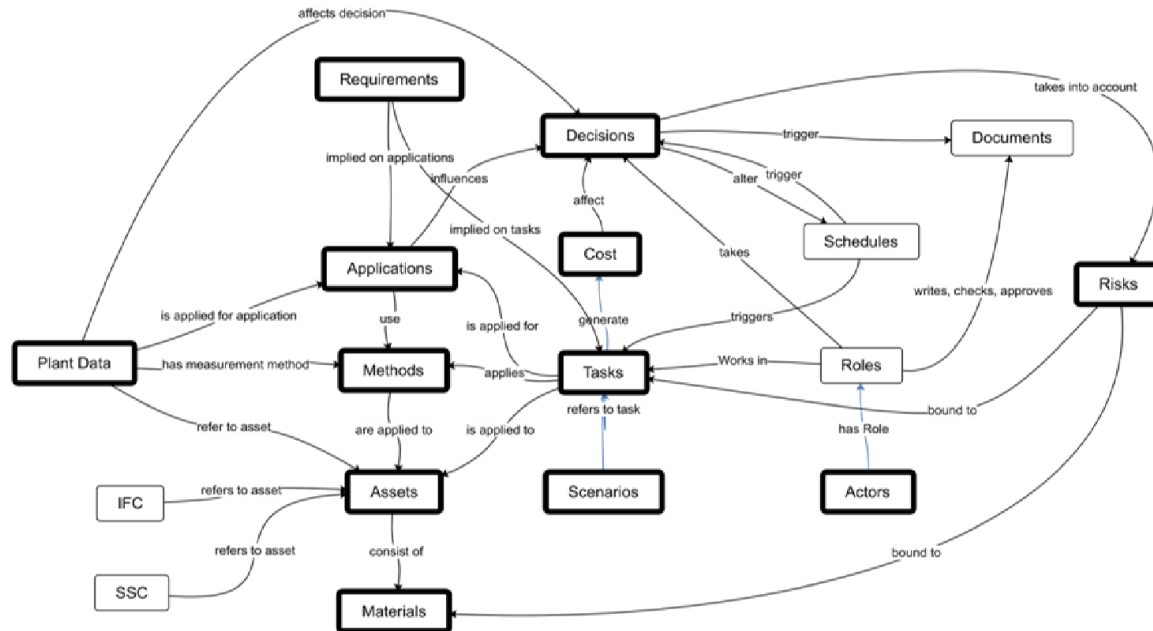 affects decision
Requirements
takes into account
Decisions
trigger
Documents
implied on applications
influences
alter
trigger
affect
implied on tasks
Schedules
Cost
takes
Applications
Risks
writes, checks, approves
is applied for application
use
is applied for
generate
triggers
Plant Data
has measurement method
Methods
applies
Tasks
Works in
Roles
refers to task
bound to
refer to asset
are applied to
is applied to
has Role
IFC
refers to asset
Assets
Scenarios
Actors
refers to asset
consist of
bound to
SSC
Materials